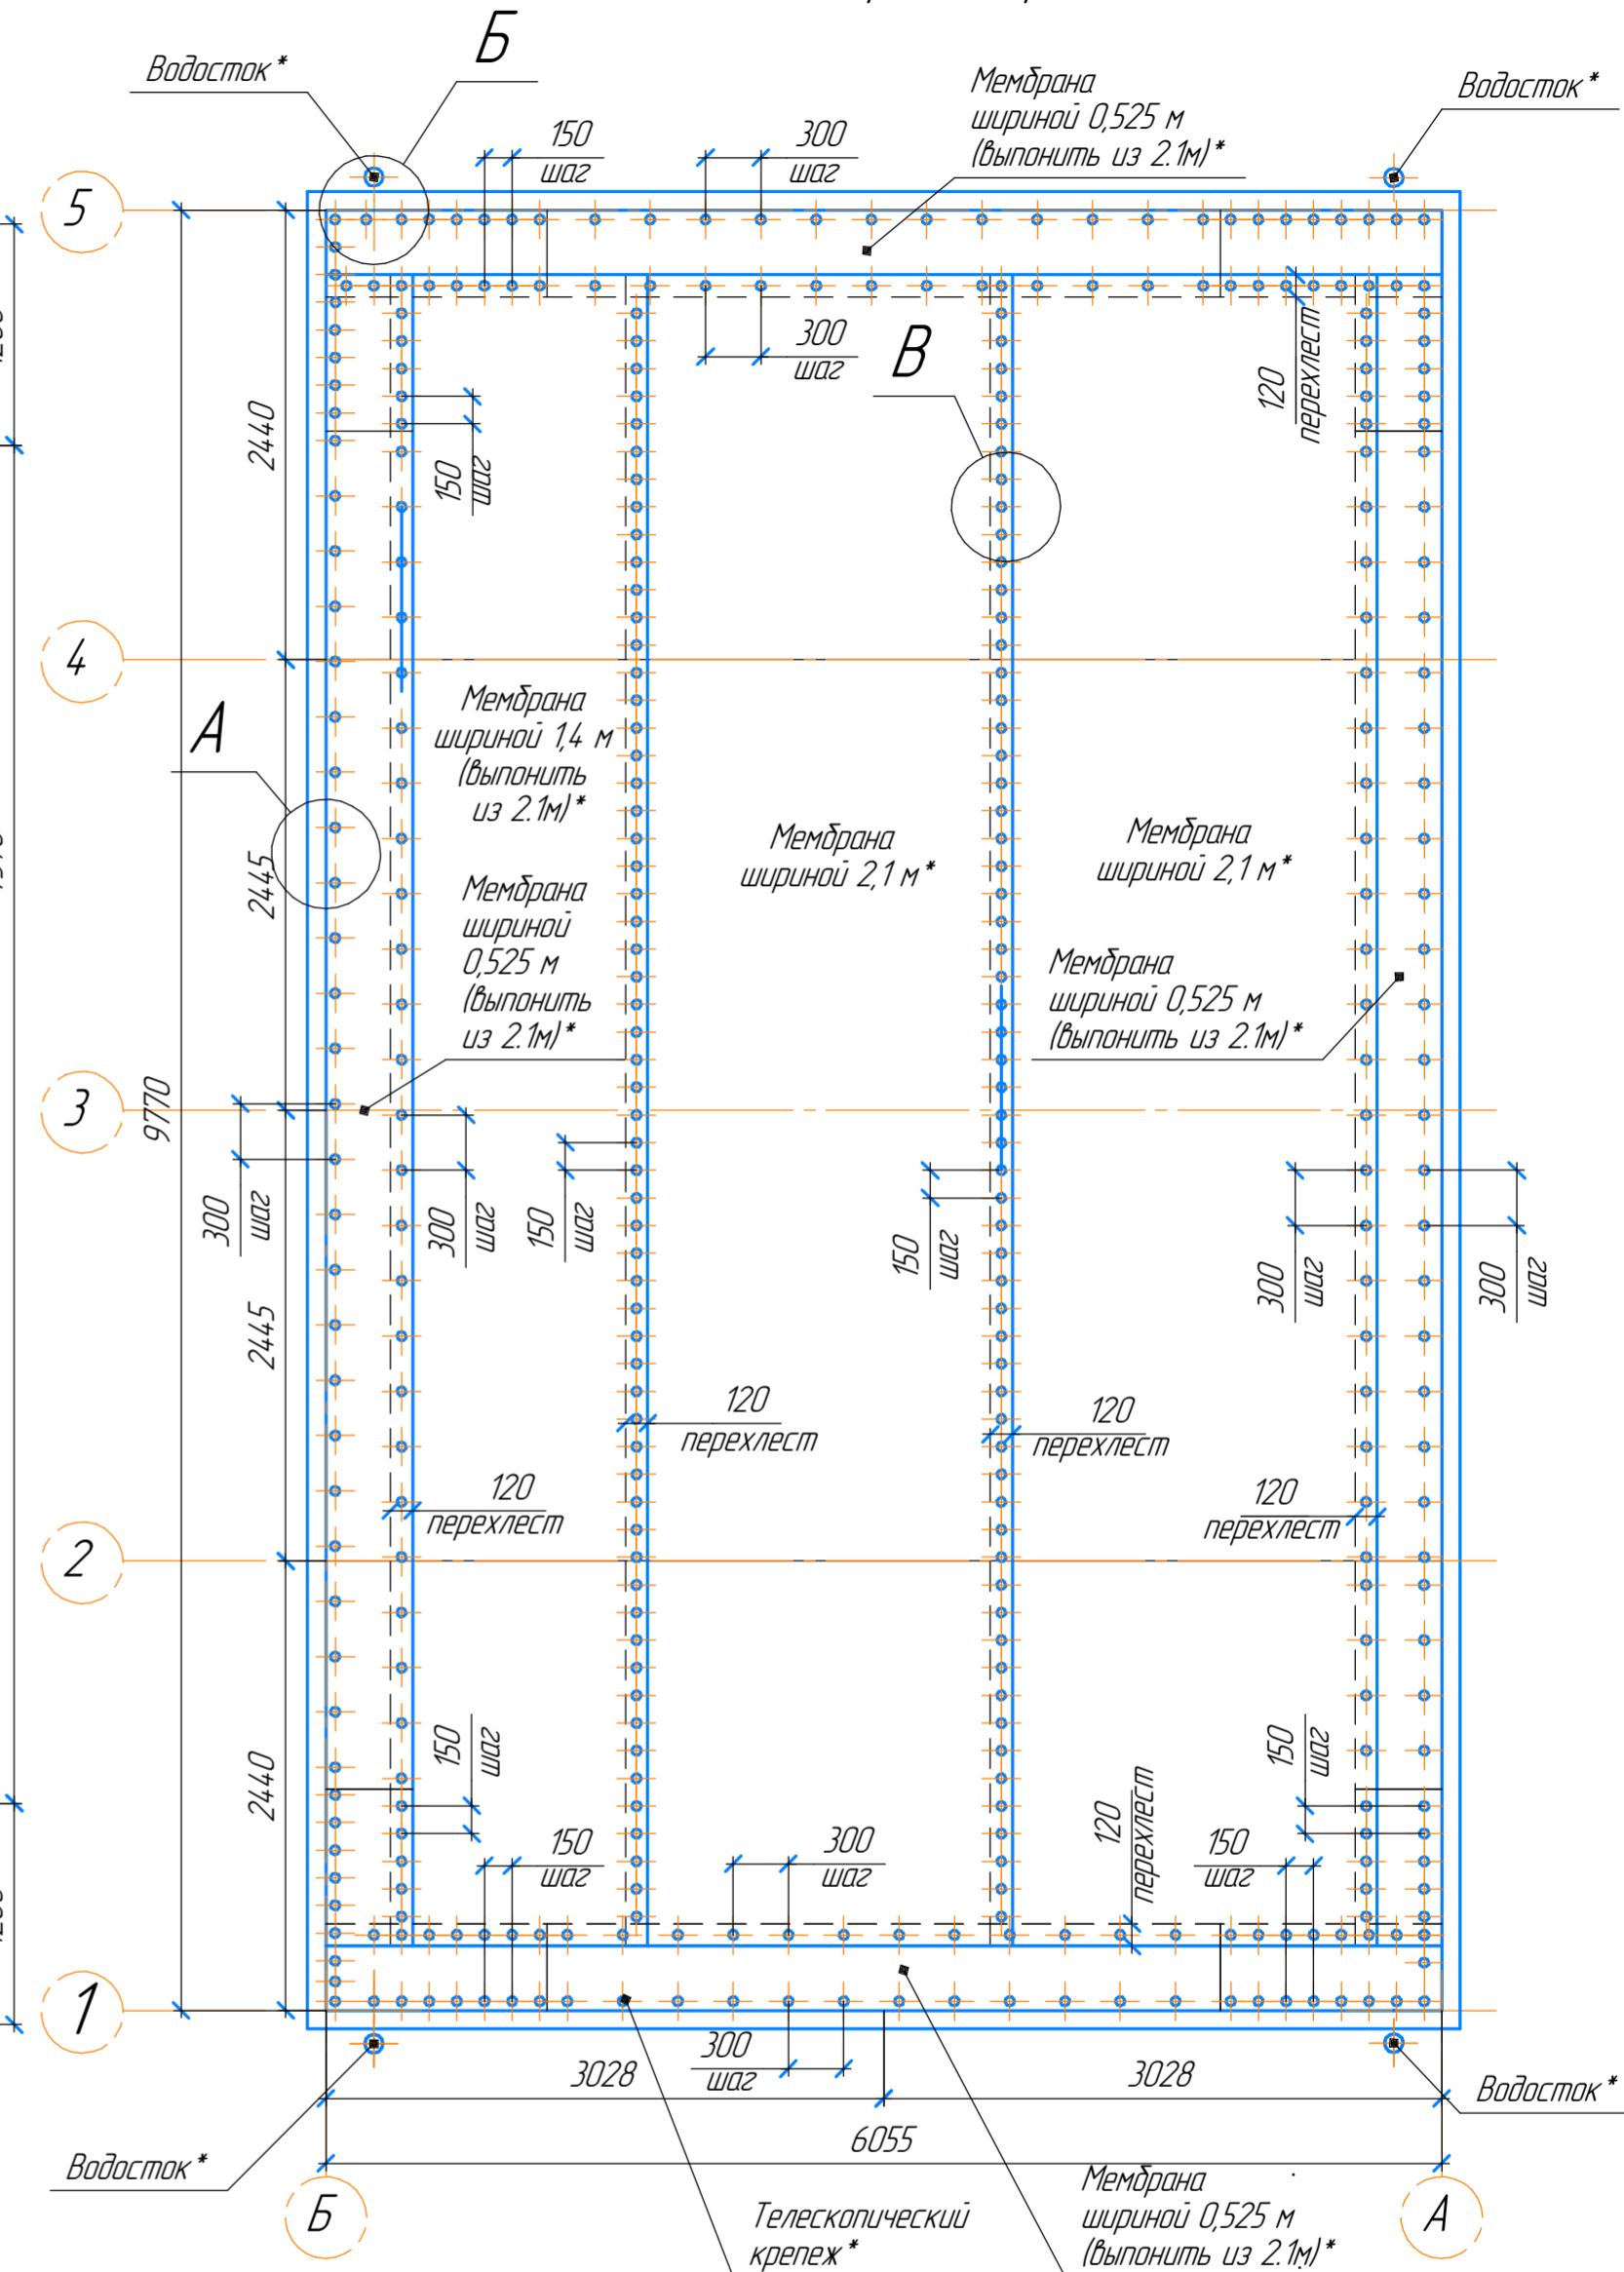 Водосток*
Б
Мембрана
шириной 0,525 м
(выпонить из 2.1м)*
Водосток*
150
шаг
300
шаг
5
300
шаг
В
120
перехлест
2440
150
шаг
4
А
Мембрана
шириной 1,4 м
(выпонить
из 2.1м)*
Мембрана
шириной 2,1 м*
Мембрана
шириной 2,1 м*
2445
Мембрана
шириной
0,525 м
(выпонить
из 2.1м)*
Мембрана
шириной 0,525 м
(выпонить из 2.1м)*
3
9770
300
шаг
300
шаг
150
шаг
150
шаг
300
шаг
300
шаг
2445
120
перехлест
120
перехлест
120
перехлест
120
перехлест
2
2440
150
шаг
150
шаг
120
перехлест
150
шаг
300
шаг
150
шаг
1
300
шаг
3028
3028
6055
Водосток*
Водосток*
Б
А
Телескопический
крепеж*
Мембрана
шириной 0,525 м
(выпонить из 2.1м)*